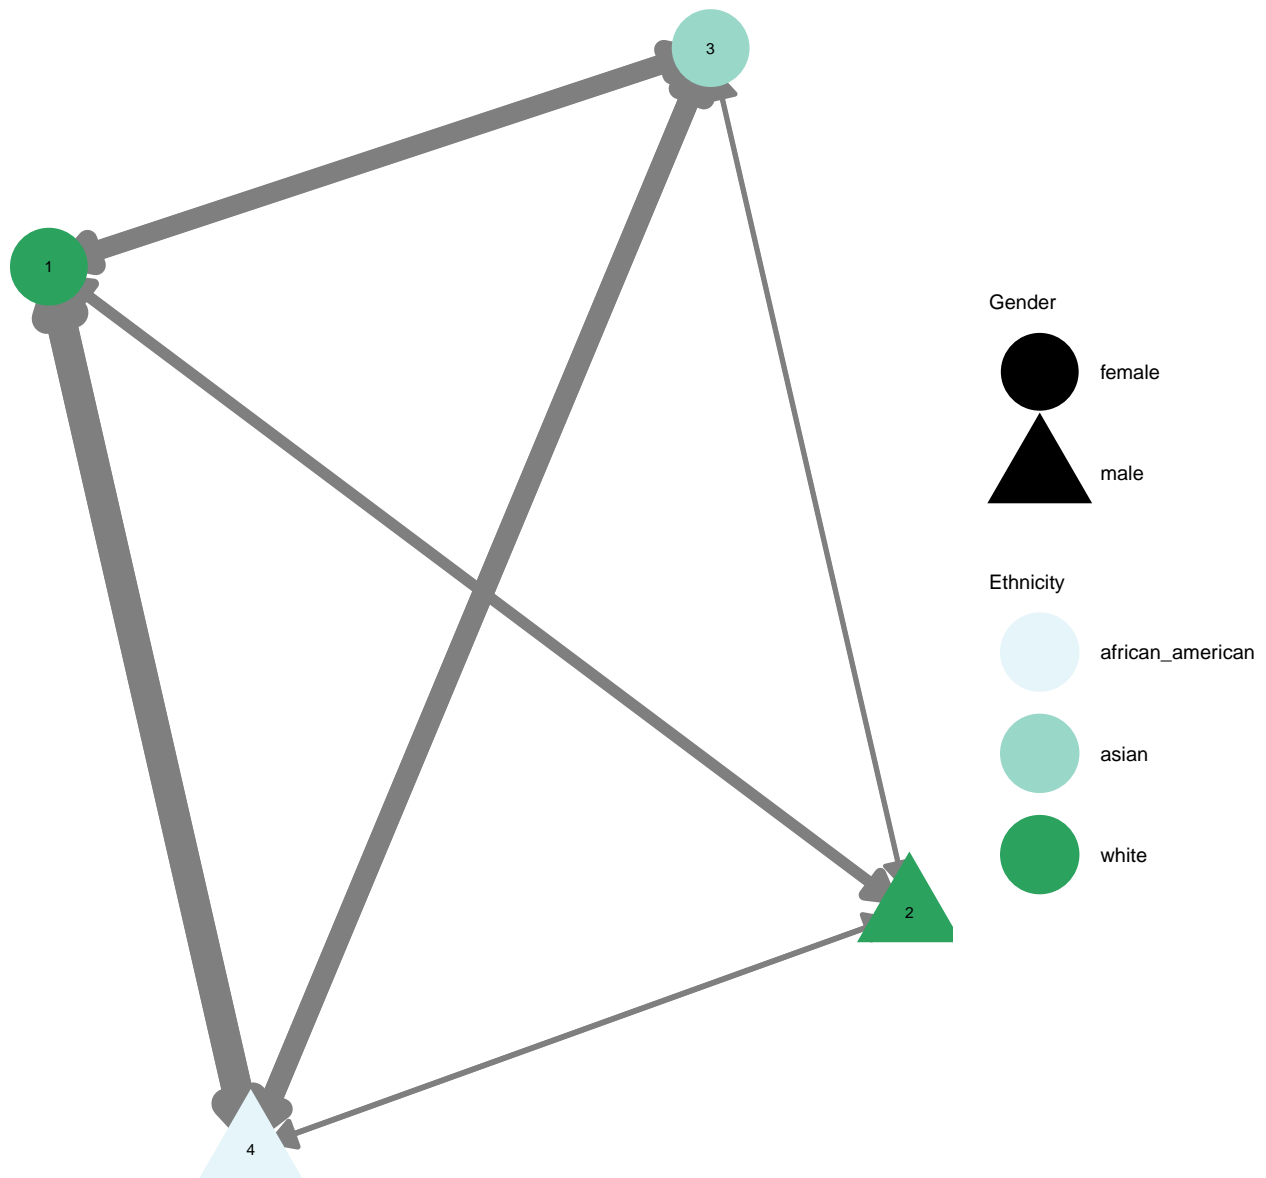 3
1
2
4
Gender
female
male
Ethnicity
african_american
asian
white